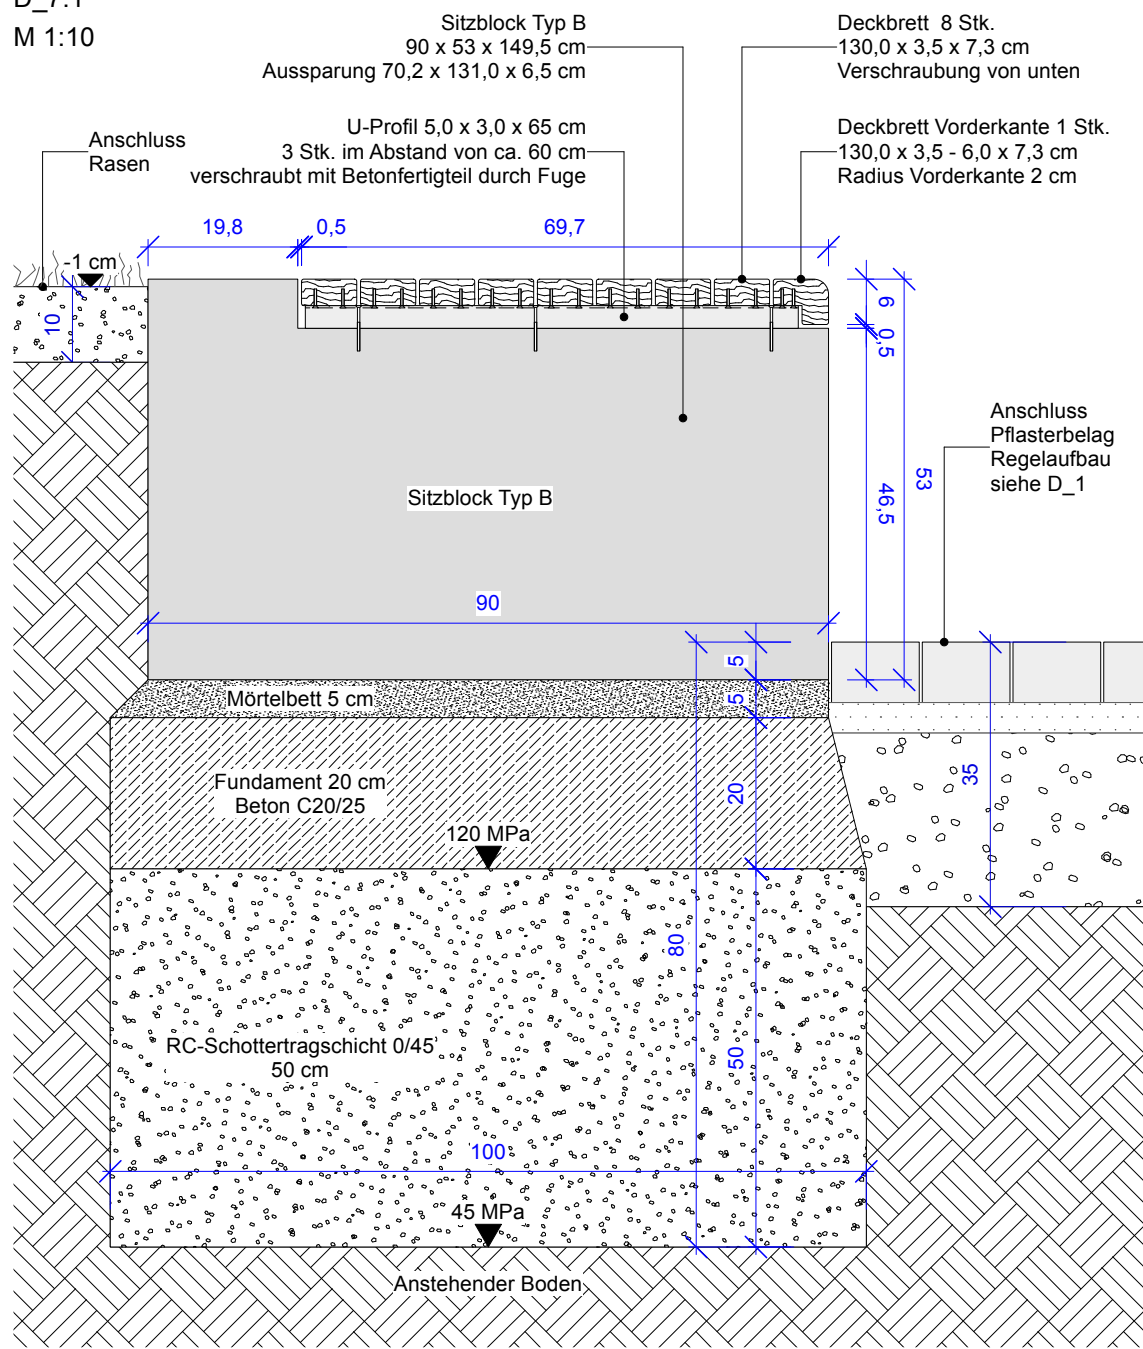 D_7.1
M 1:10
Sitzblock Typ B
90 x 53 x 149,5 cm
Aussparung 70,2 x 131,0 x 6,5 cm
Deckbrett  8 Stk.
130,0 x 3,5 x 7,3 cm
Verschraubung von unten
U-Profil 5,0 x 3,0 x 65 cm
3 Stk. im Abstand von ca. 60 cm
verschraubt mit Betonfertigteil durch Fuge
Deckbrett Vorderkante 1 Stk.
130,0 x 3,5 - 6,0 x 7,3 cm
Radius Vorderkante 2 cm
Anschluss
Rasen
19,8
0,5
69,7
-1 cm
10
6
0,5
46,5
53
Anschluss
Pflasterbelag
Regelaufbau
siehe D_1
Sitzblock Typ B
90
5
Mörtelbett 5 cm
5
Fundament 20 cm
Beton C20/25
20
35
120 MPa
80
RC-Schottertragschicht 0/45
50 cm
50
100
45 MPa
Anstehender Boden